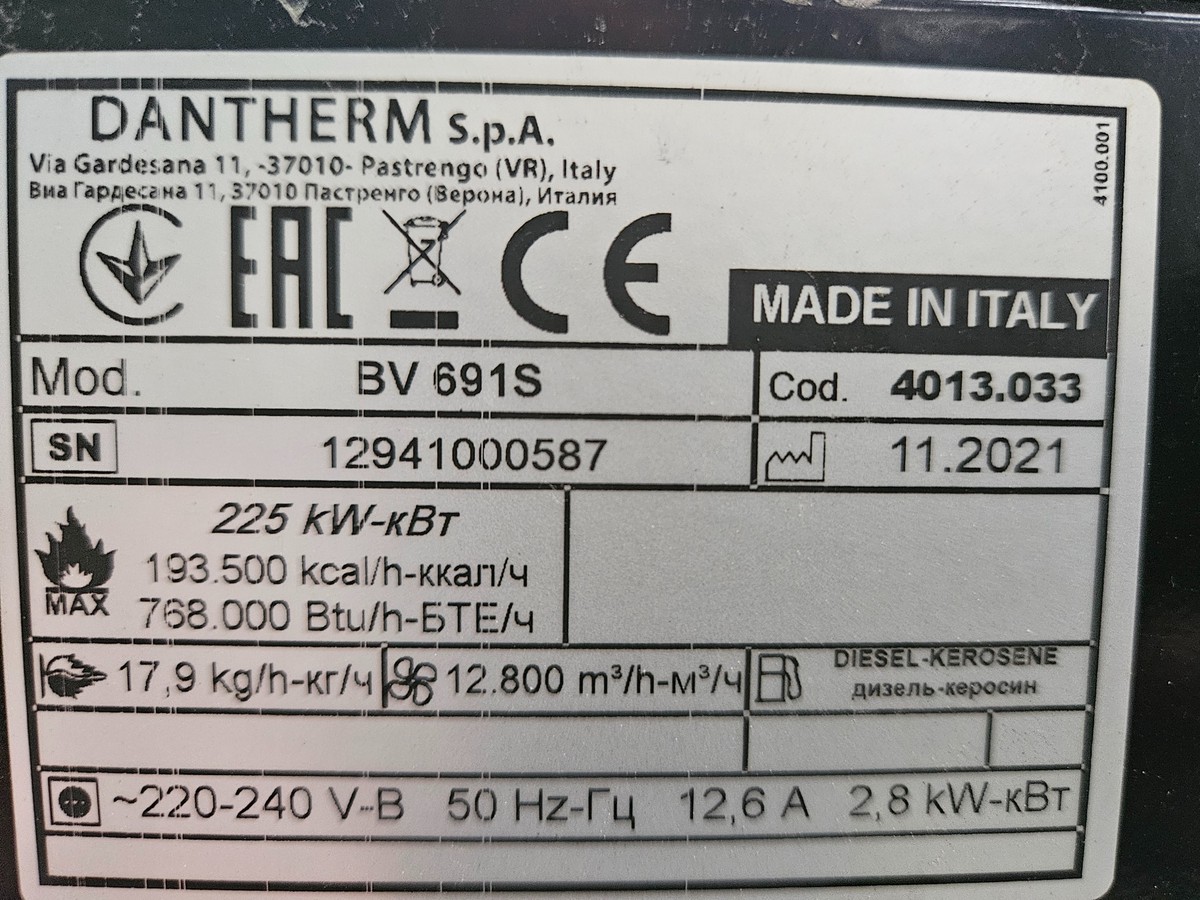 DANTHERM S.p.A.
Via Gardesana 11, -37010- Pastrengo (VR), Italy
Виа Гардесана 11, 37010 Пастренго (Верона), Италия
4100.001
EAC CE
MADE IN ITALY
Mod. BV 691S Cod. 4013.033
SN 12941000587 11.2021
225 kW-кВт
193.500 kcal/h-ккал/ч
MAX 768.000 Btu/h-БТЕ/ч
17,9 kg/h-кг/ч 12.800 m³/h-м³/ч DIESEL-KEROSENE
дизель-керосин
~220-240 V-В 50 Hz-Гц 12,6 A 2,8 kW-кВт